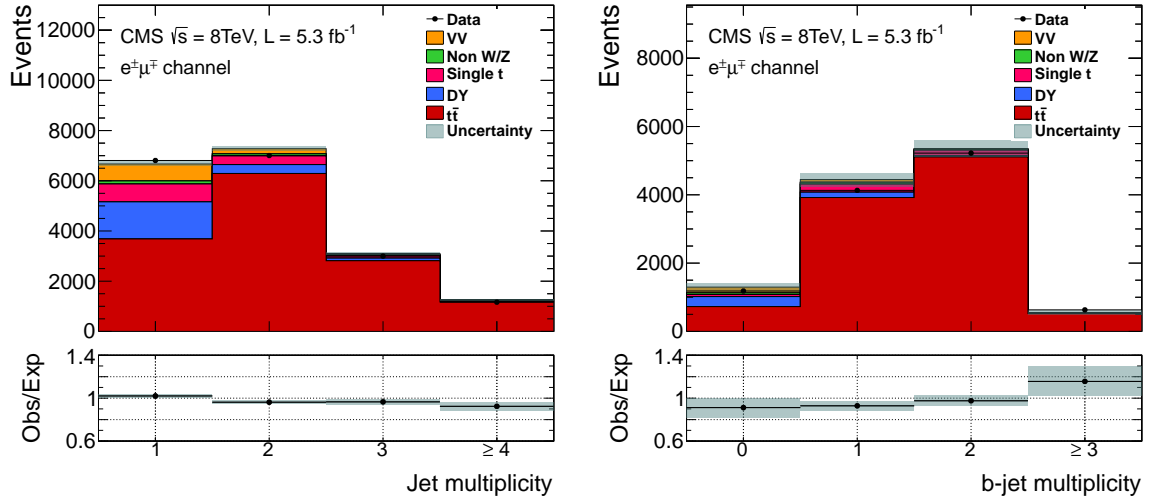 Events
12000
10000
8000
6000
4000
2000
0
CMS √s = 8TeV, L = 5.3 fb⁻¹
e±μ∓ channel
Data
VV
Non W/Z
Single t
DY
tt̄
Uncertainty
Obs/Exp
1.4
1
0.6
1 2 3 ≥ 4
Jet multiplicity
Events
8000
6000
4000
2000
0
CMS √s = 8TeV, L = 5.3 fb⁻¹
e±μ∓ channel
Data
VV
Non W/Z
Single t
DY
tt̄
Uncertainty
Obs/Exp
1.4
1
0.6
0 1 2 ≥ 3
b-jet multiplicity